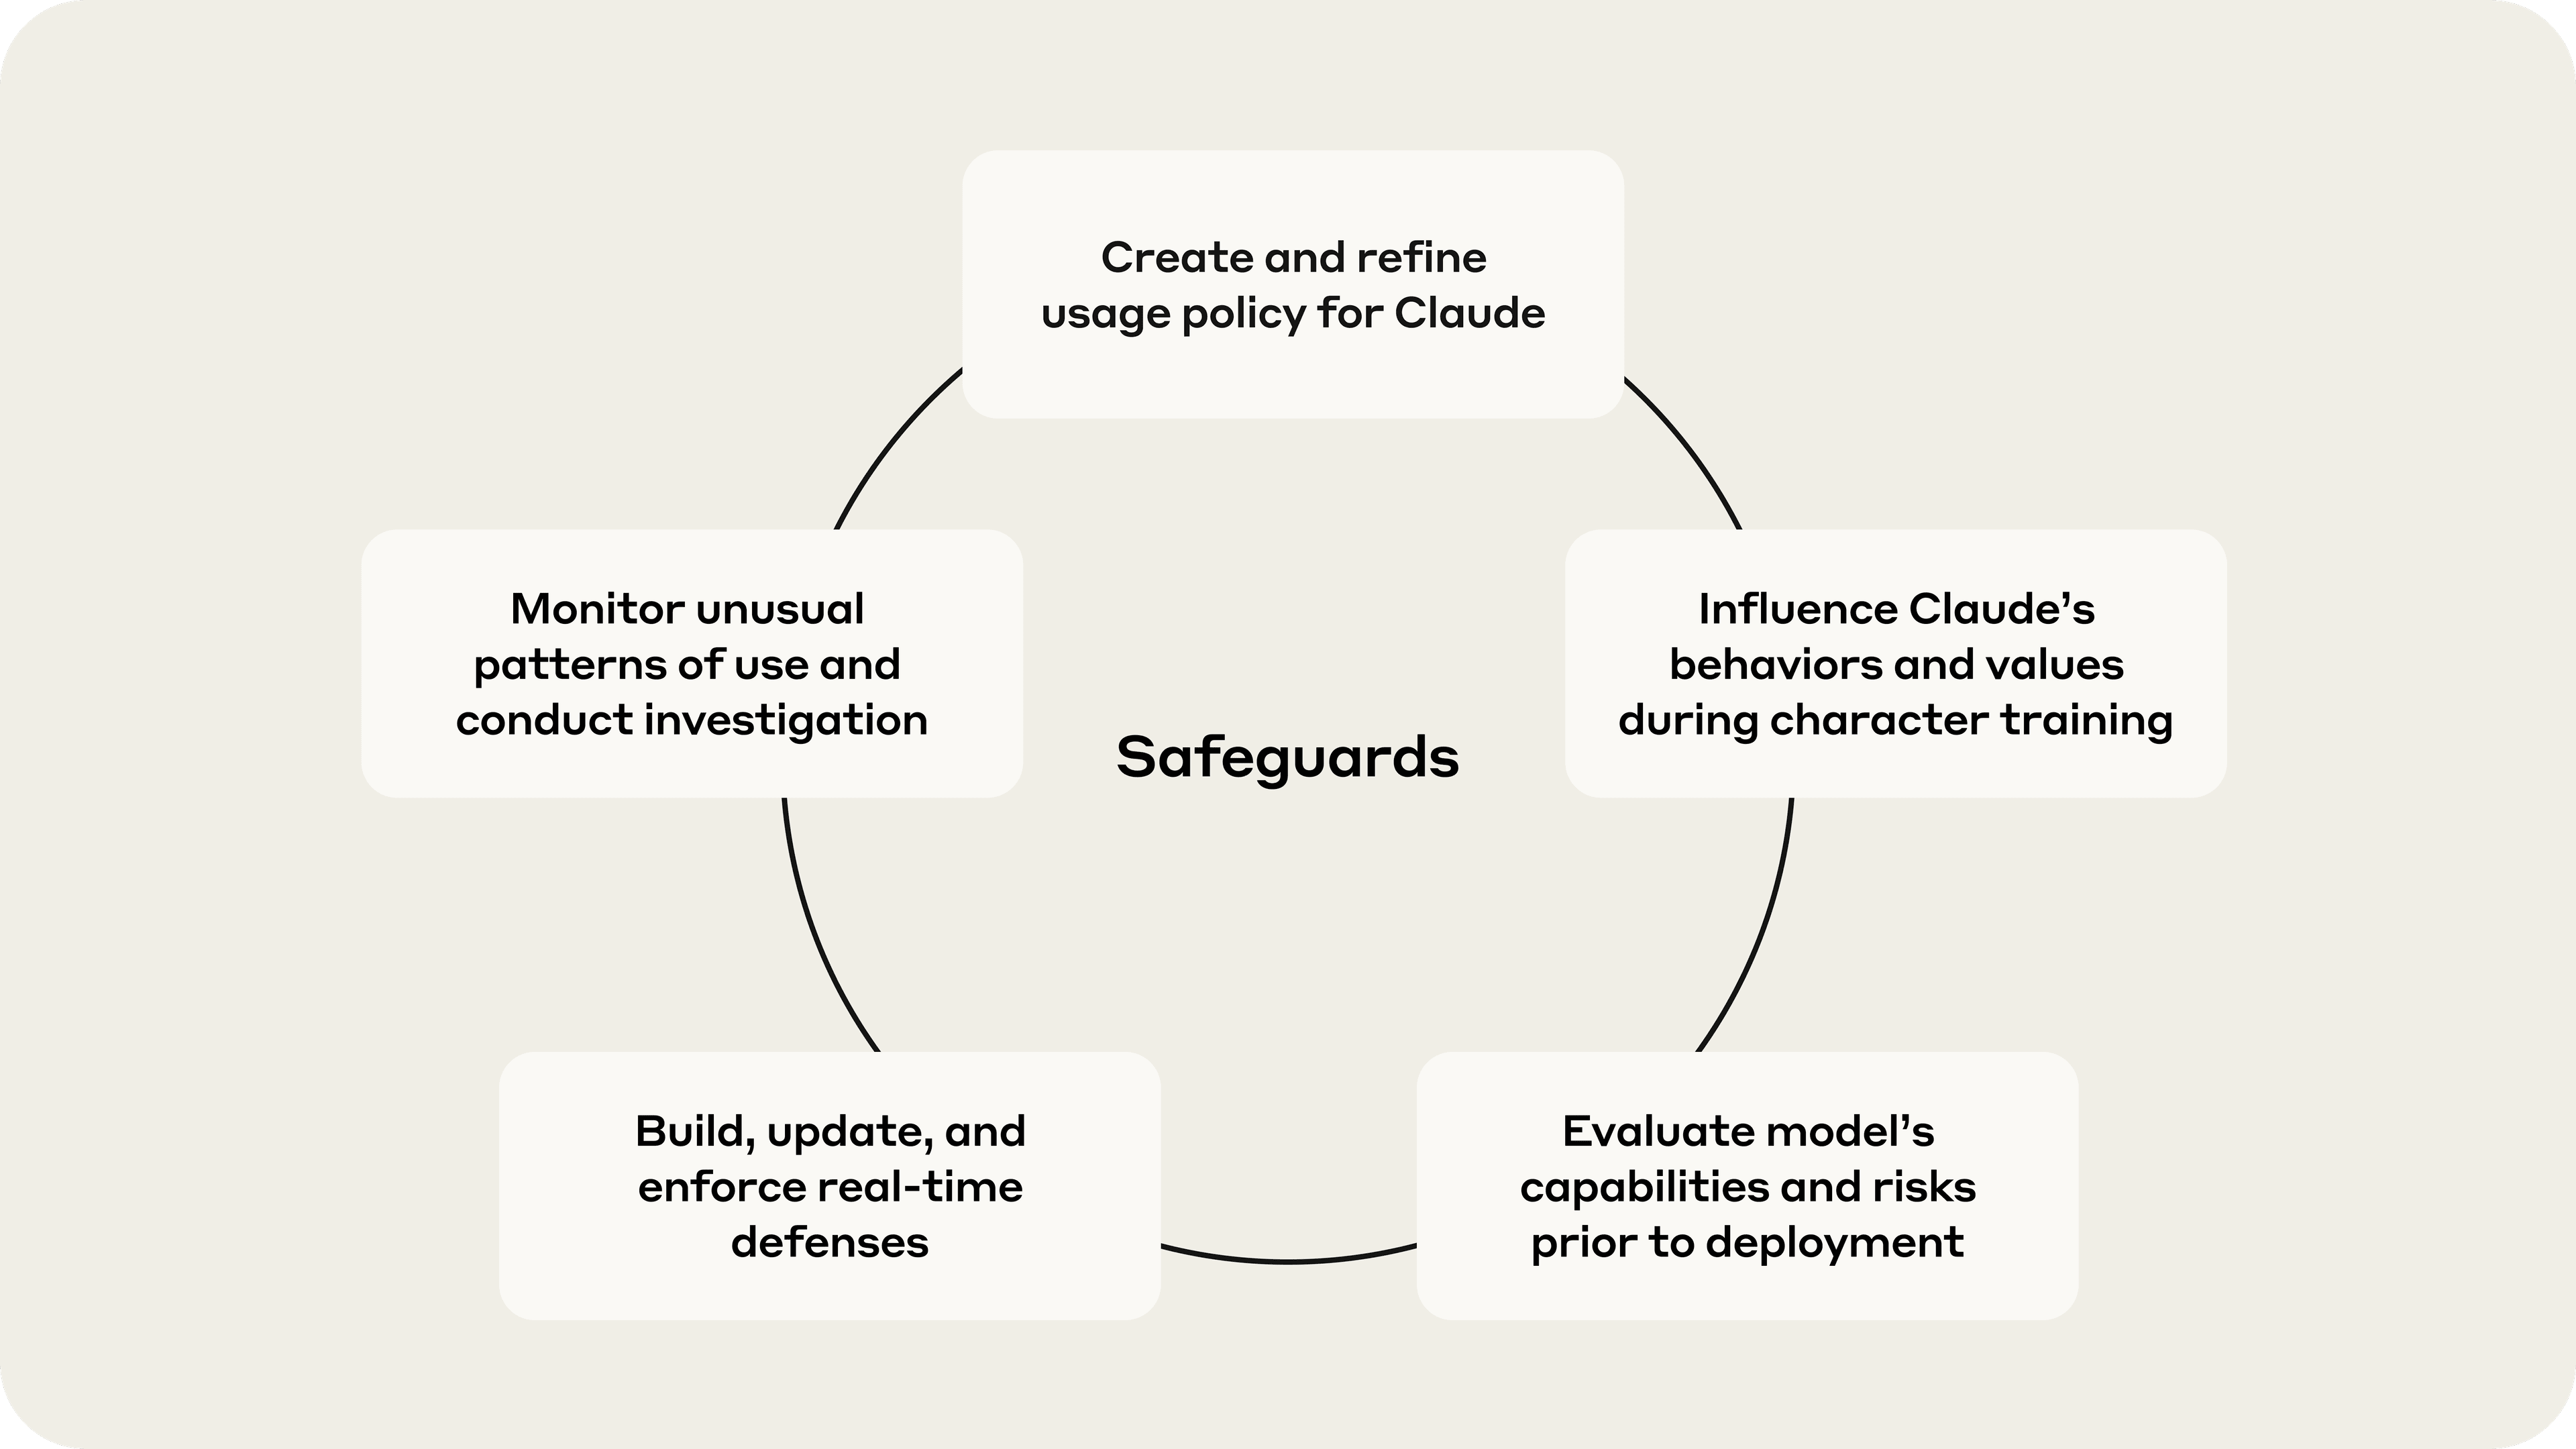 Create and refine
usage policy for Claude
Monitor unusual
patterns of use and
conduct investigation
Influence Claude’s
behaviors and values
during character training
Safeguards
Build, update, and
enforce real-time
defenses
Evaluate model’s
capabilities and risks
prior to deployment